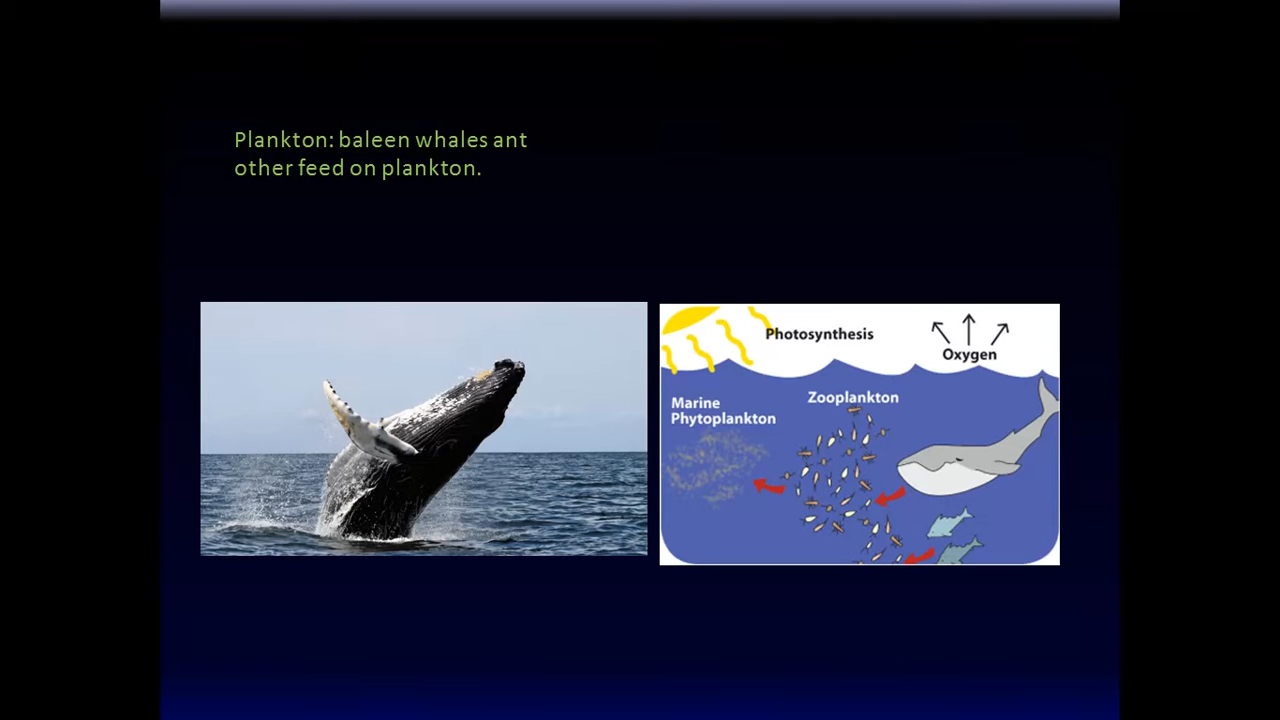 Plankton: baleen whales ant
other feed on plankton.
Photosynthesis
Oxygen
Zooplankton
Marine
Phytoplankton